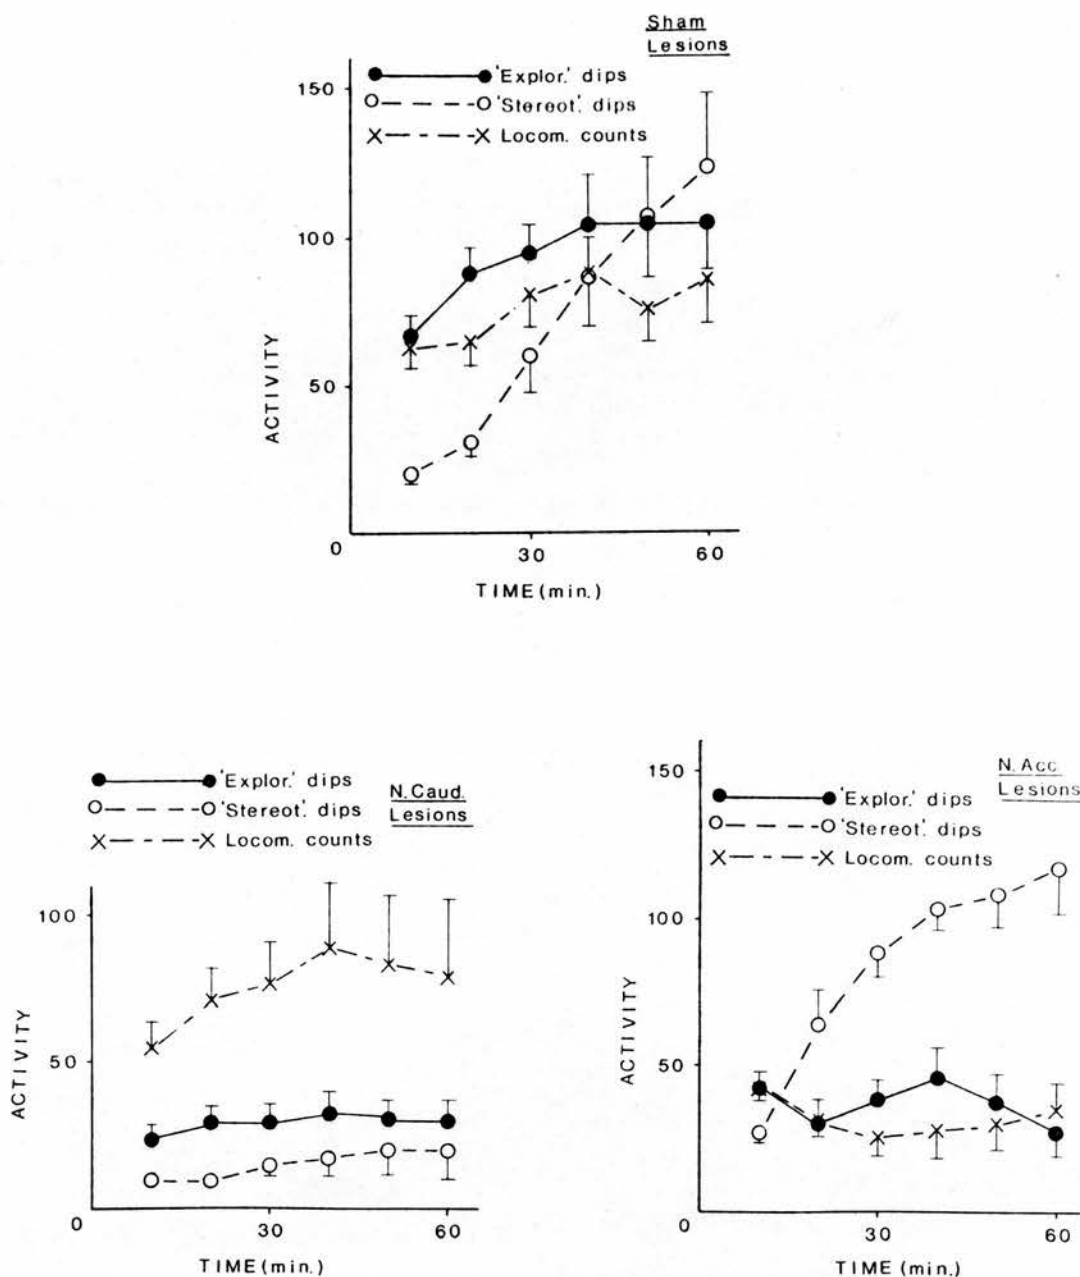 Sham
Lesions
'Explor.' dips
'Stereot'. dips
Locom. counts
150
100
50
0
ACTIVITY
30
60
TIME (min.)
'Explor.' dips
'Stereot'. dips
Locom. counts
N. Caud.
Lesions
100
50
0
ACTIVITY
30
60
TIME (min.)
N. Acc
Lesions
'Explor.' dips
'Stereot'. dips
Locom. counts
150
100
50
0
ACTIVITY
30
60
TIME (min.)